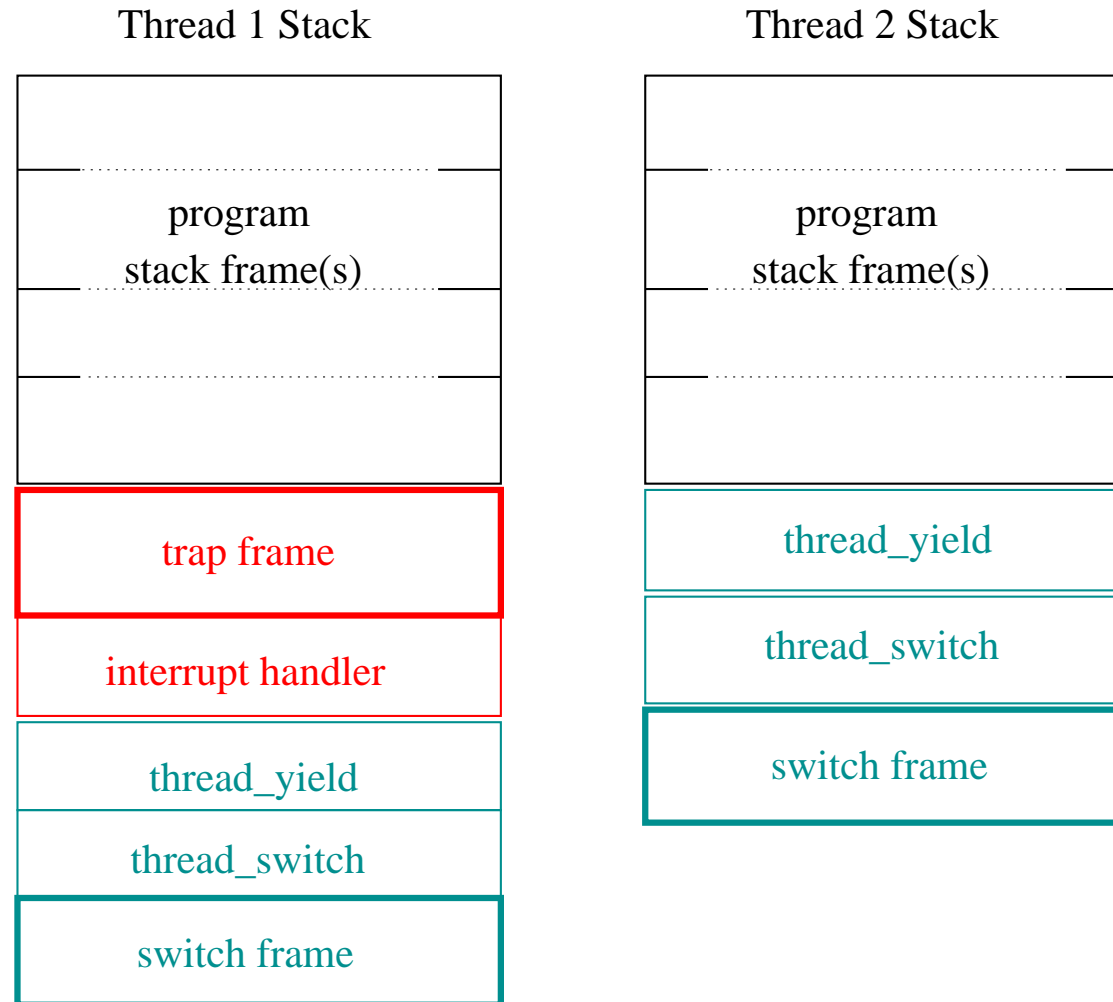 Thread 1 Stack
program
stack frame(s)
trap frame
interrupt handler
thread_yield
thread_switch
switch frame
Thread 2 Stack
program
stack frame(s)
thread_yield
thread_switch
switch frame